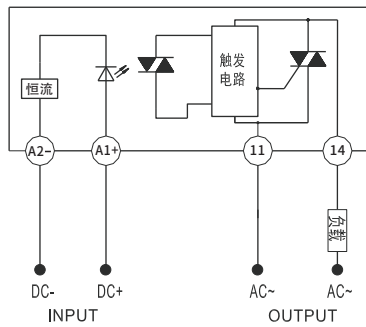 触发
电路
恒流
A2-
A1+
11
14
负载
DC-
DC+
AC~
AC~
INPUT
OUTPUT